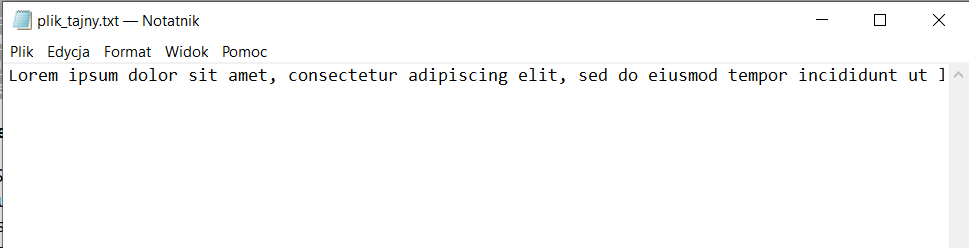 plik_tajny.txt — Notatnik
Plik Edycja Format Widok Pomoc
Lorem ipsum dolor sit amet, consectetur adipiscing elit, sed do eiusmod tempor incididunt ut l